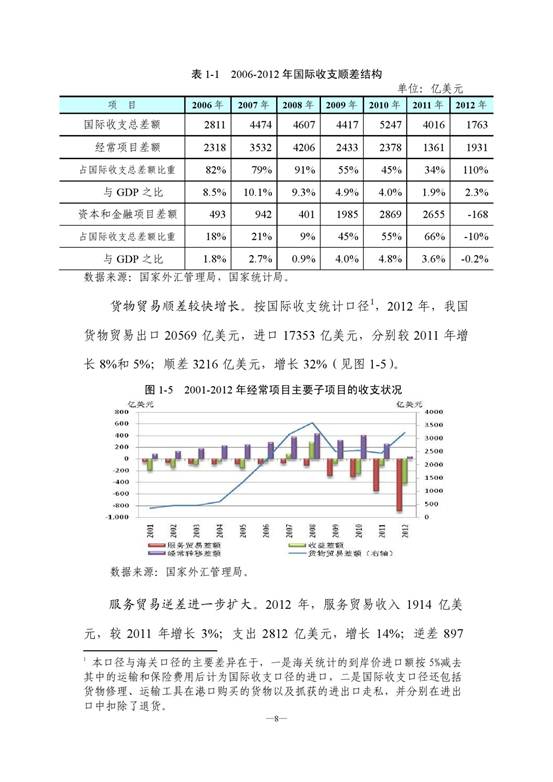 表 1-1 2006-2012 年国际收支顺差结构
单位：亿美元
项 目 2006 年 2007 年 2008 年 2009 年 2010 年 2011 年 2012 年
国际收支总差额 2811 4474 4607 4417 5247 4016 1763
经常项目差额 2318 3532 4206 2433 2378 1361 1931
占国际收支总差额比重 82% 79% 91% 55% 45% 34% 110%
与 GDP 之比 8.5% 10.1% 9.3% 4.9% 4.0% 1.9% 2.3%
资本和金融项目差额 493 942 401 1985 2869 2655 -168
占国际收支总差额比重 18% 21% 9% 45% 55% 66% -10%
与 GDP 之比 1.8% 2.7% 0.9% 4.0% 4.8% 3.6% -0.2%
数据来源：国家外汇管理局，国家统计局。
货物贸易顺差较快增长。按国际收支统计口径¹，2012 年，我国
货物贸易出口 20569 亿美元，进口 17353 亿美元，分别较 2011 年增
长 8%和 5%；顺差 3216 亿美元，增长 32%（见图 1-5）。
图 1-5 2001-2012 年经常项目主要子项目的收支状况
亿美元 亿美元
800 4000
600 3500
400 3000
200 2500
0 2000
-200
-400 1500
-600 1000
-800 500
-1,000 0
2001 2002 2003 2004 2005 2006 2007 2008 2009 2010 2011 2012
服务贸易差额 收益差额
经常转移差额 货物贸易差额（右轴）
数据来源：国家外汇管理局。
服务贸易逆差进一步扩大。2012 年，服务贸易收入 1914 亿美
元，较 2011 年增长 3%；支出 2812 亿美元，增长 14%；逆差 897
¹ 本口径与海关口径的主要差异在于，一是海关统计的到岸价进口额按 5%减去
其中的运输和保险费用后计为国际收支口径的进口，二是国际收支口径还包括
货物修理、运输工具在港口购买的货物以及抓获的进出口走私，并分别在进出
口中扣除了退货。
—8—